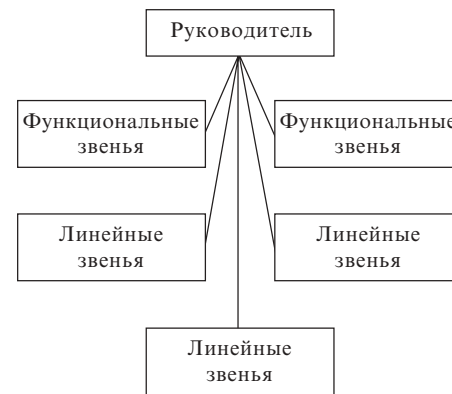 Руководитель
Функциональные
звенья
Функциональные
звенья
Линейные
звенья
Линейные
звенья
Линейные
звенья